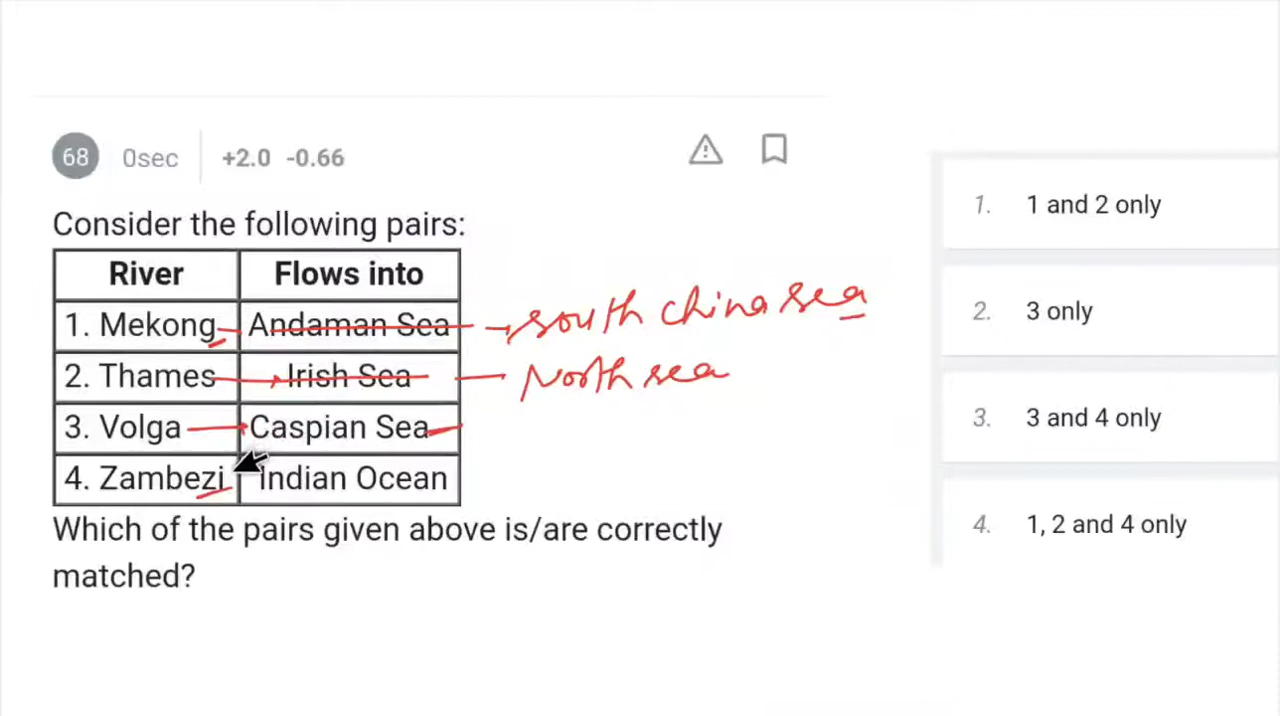 68 0sec +2.0 -0.66
Consider the following pairs:
River Flows into
1. Mekong Andaman Sea south china sea
2. Thames Irish Sea North sea
3. Volga Caspian Sea
4. Zambezi Indian Ocean
Which of the pairs given above is/are correctly
matched?
1. 1 and 2 only
2. 3 only
3. 3 and 4 only
4. 1, 2 and 4 only